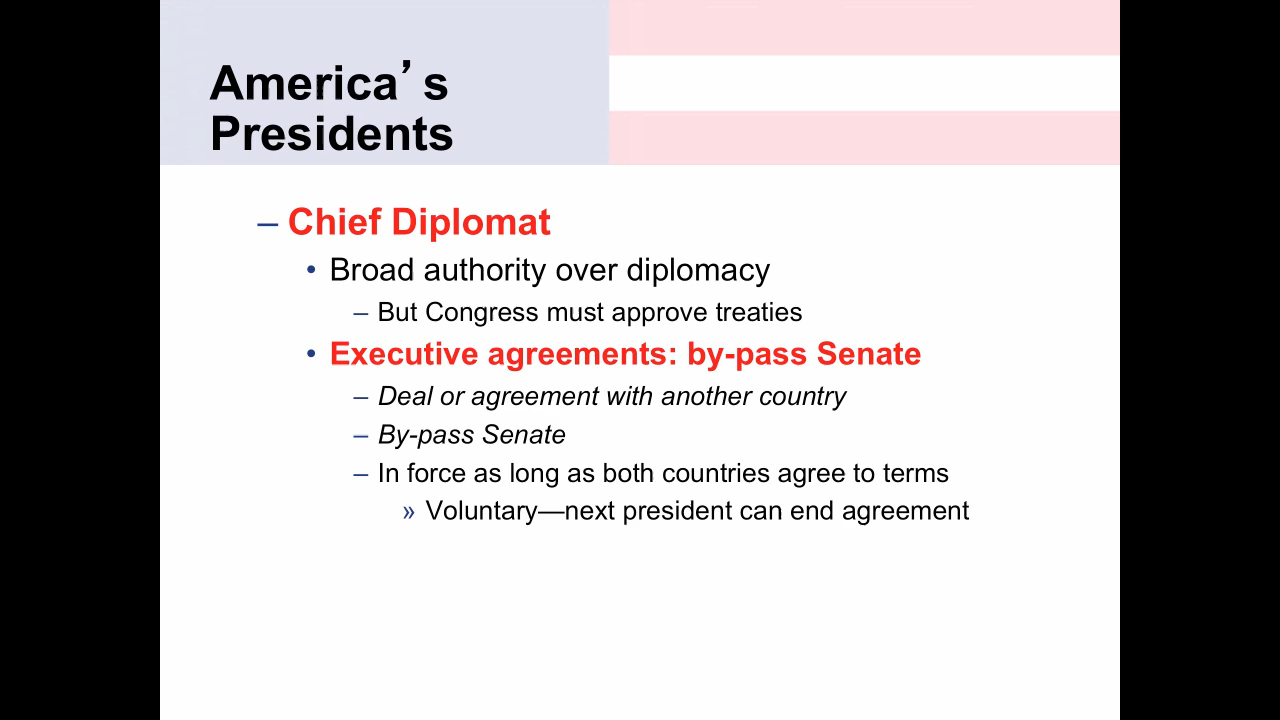 America’s
Presidents
– Chief Diplomat
• Broad authority over diplomacy
– But Congress must approve treaties
• Executive agreements: by-pass Senate
– Deal or agreement with another country
– By-pass Senate
– In force as long as both countries agree to terms
» Voluntary—next president can end agreement